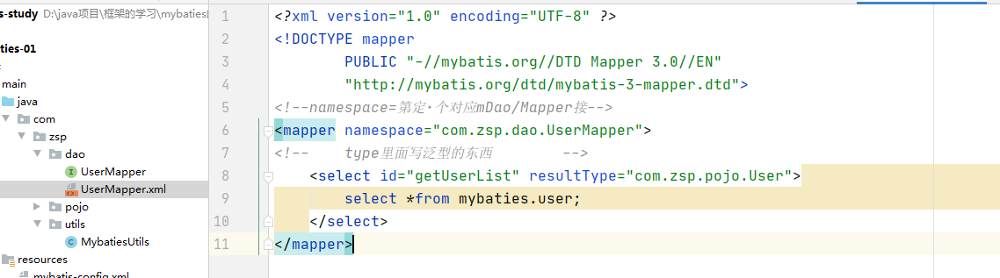 s-study D:\java项目\框架的学习\mybaties
ties-01
main
java
com
zsp
dao
UserMapper
UserMapper.xml
pojo
utils
MybatiesUtils
resources
mybatis-config.xml
1 <?xml version="1.0" encoding="UTF-8" ?>
2 <!DOCTYPE mapper
3 PUBLIC "-//mybatis.org//DTD Mapper 3.0//EN"
4 "http://mybatis.org/dtd/mybatis-3-mapper.dtd">
5 <!--namespace=第定·个对应mDao/Mapper接-->
6 <mapper namespace="com.zsp.dao.UserMapper">
7 <!-- type里面写泛型的东西 -->
8 <select id="getUserList" resultType="com.zsp.pojo.User">
9 select *from mybaties.user;
10 </select>
11 </mapper>